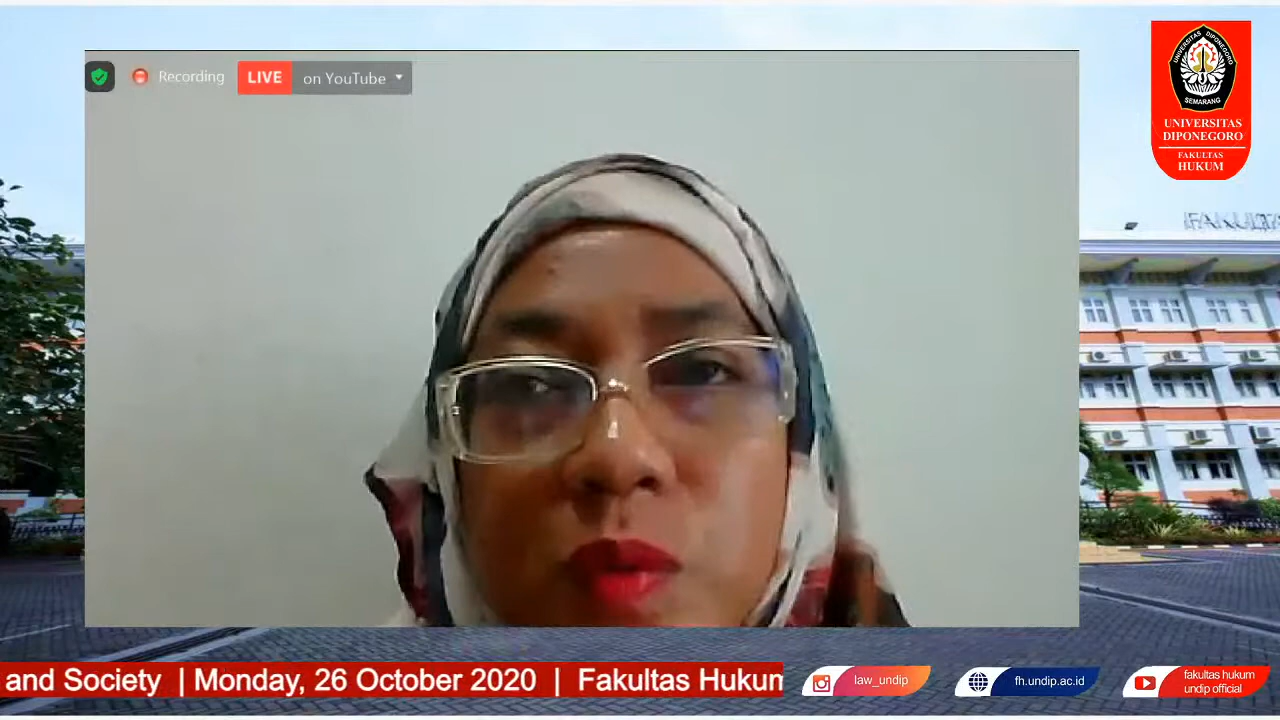 Recording
LIVE on YouTube
UNIVERSITAS DIPONEGORO
SEMARANG
UNIVERSITAS
DIPONEGORO
FAKULTAS
HUKUM
FAKULTA
and Society | Monday, 26 October 2020 | Fakultas Hukum
law_undip
fh.undip.ac.id
fakultas hukum
undip official